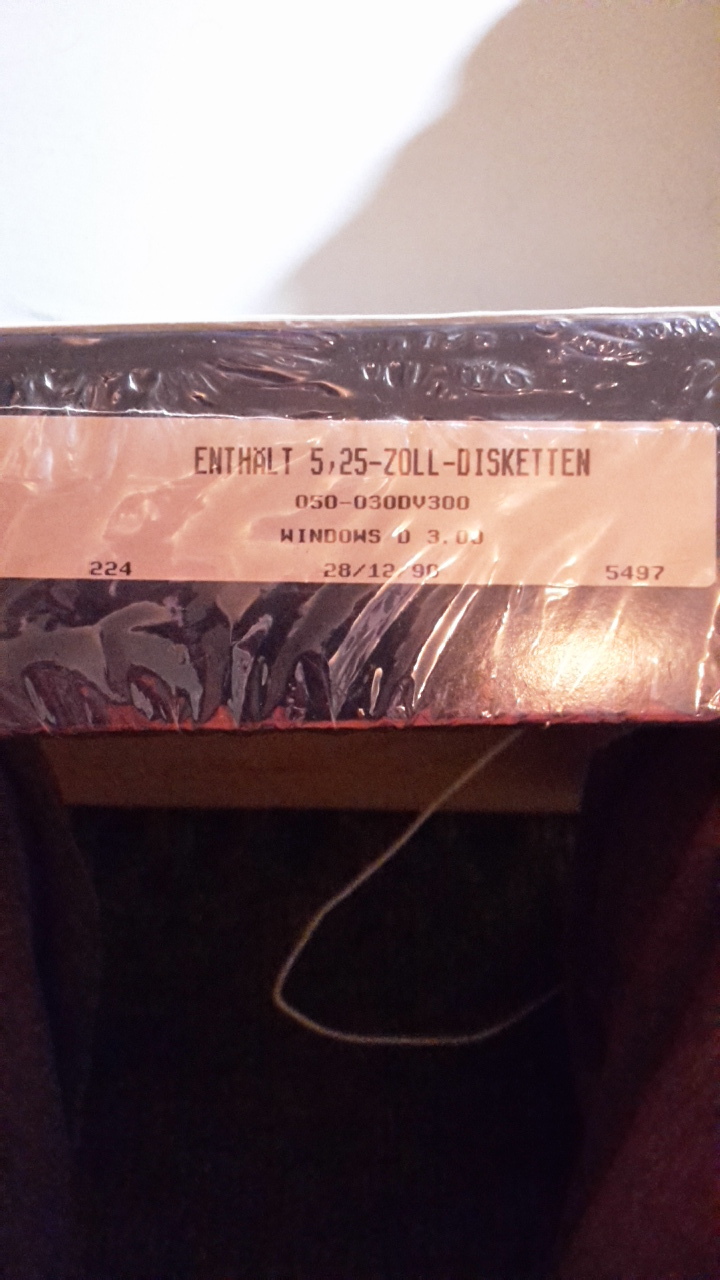 ENTHÄLT 5,25-ZOLL-DISKETTEN
050-030DV300
WINDOWS D 3.0J
224 28/12/90 5497